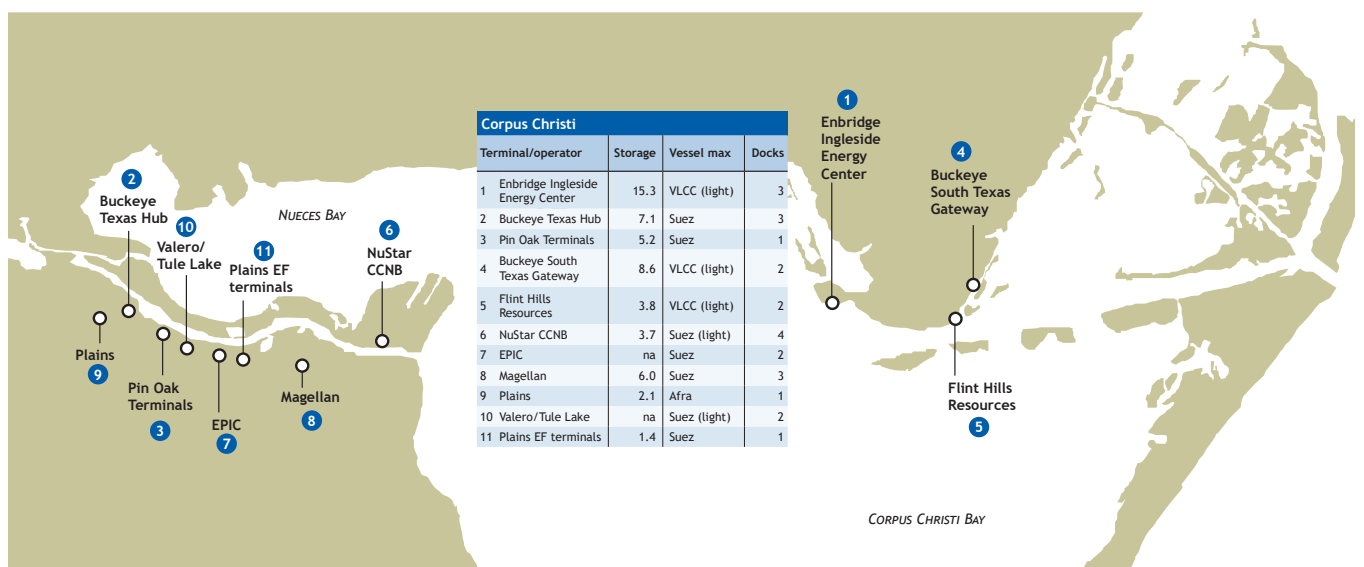 2
Buckeye
Texas Hub
10
Valero/
Tule Lake
NUECES BAY
11
Plains EF
terminals
6
NuStar
CCNB
Plains
9
Pin Oak
Terminals
3
EPIC
7
Magellan
8
Corpus Christi
Terminal/operator Storage Vessel max Docks
1 Enbridge Ingleside
Energy Center 15.3 VLCC (light) 3
2 Buckeye Texas Hub 7.1 Suez 3
3 Pin Oak Terminals 5.2 Suez 1
4 Buckeye South
Texas Gateway 8.6 VLCC (light) 2
5 Flint Hills
Resources 3.8 VLCC (light) 2
6 NuStar CCNB 3.7 Suez (light) 4
7 EPIC na Suez 2
8 Magellan 6.0 Suez 3
9 Plains 2.1 Afra 1
10 Valero/Tule Lake na Suez (light) 2
11 Plains EF terminals 1.4 Suez 1
1
Enbridge
Ingleside
Energy
Center
4
Buckeye
South Texas
Gateway
Flint Hills
Resources
5
CORPUS CHRISTI BAY